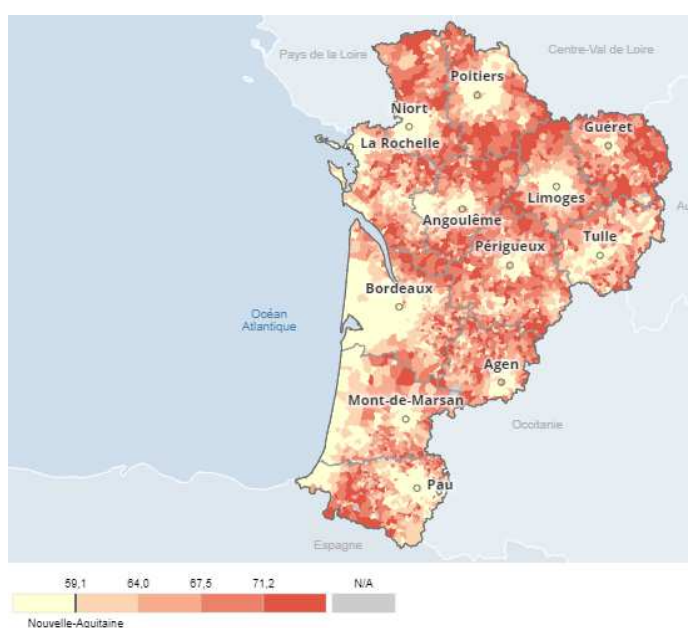 Pays de la Loire
Centre-Val de Loire
Poitiers
Niort
Guéret
La Rochelle
Limoges
Au
Angoulême
Tulle
Périgueux
Bordeaux
Océan
Atlantique
Agen
Mont-de-Marsan
Occitanie
Pau
Espagne
59,1 64,0 67,5 71,2 N/A
Nouvelle-Aquitaine